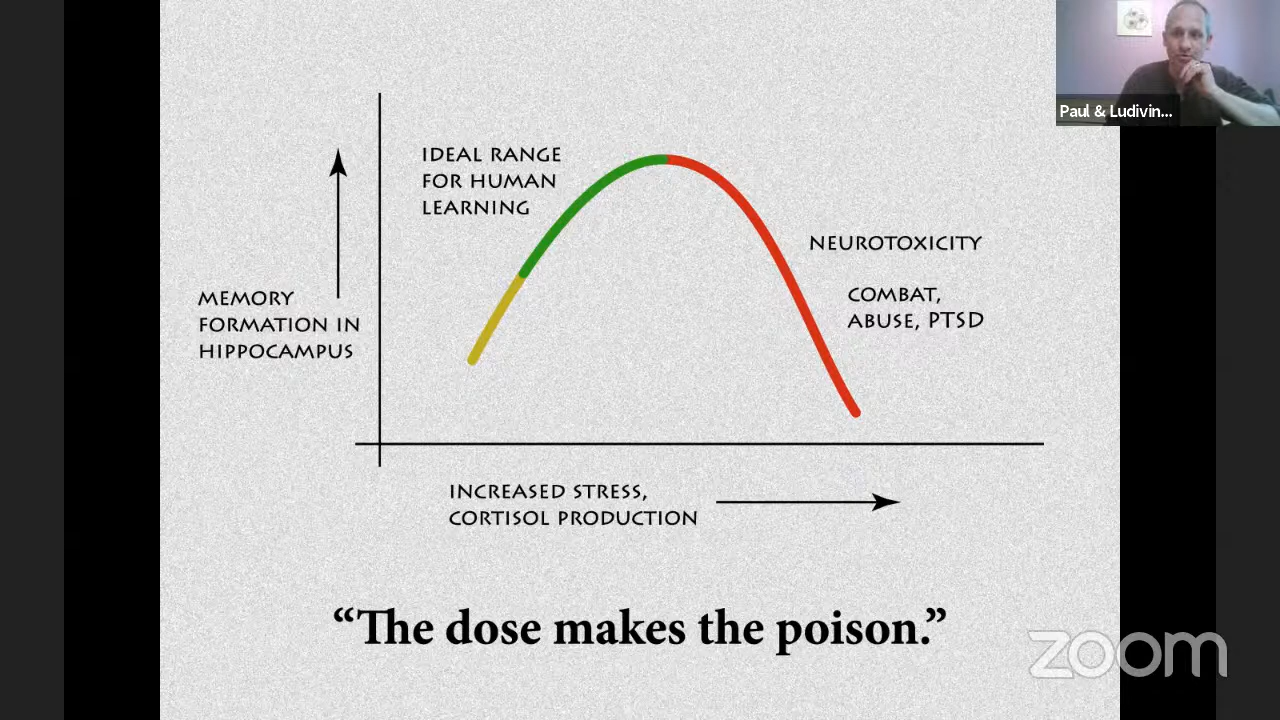 Paul & Ludivin...
IDEAL RANGE
FOR HUMAN
LEARNING
NEUROTOXICITY
COMBAT,
ABUSE, PTSD
MEMORY
FORMATION IN
HIPPOCAMPUS
INCREASED STRESS,
CORTISOL PRODUCTION
“The dose makes the poison.”
zoom